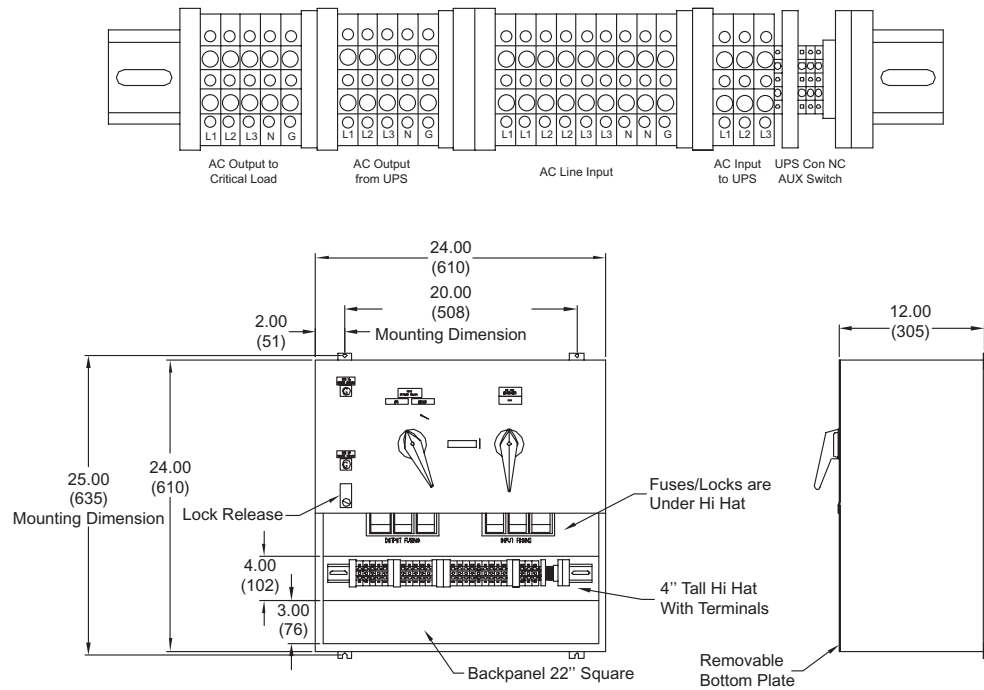 L1 L2 L3 N G
L1 L2 L3 N G
L1 L1 L2 L2 L3 L3 N N G
L1 L2 L3
AC Output to
Critical Load
AC Output
from UPS
AC Line Input
AC Input
to UPS
UPS Con NC
AUX Switch
24.00
(610)
20.00
(508)
Mounting Dimension
2.00
(51)
12.00
(305)
25.00
(635)
Mounting Dimension
24.00
(610)
Lock Release
Fuses/Locks are
Under Hi Hat
OUTPUT FUSING
INPUT FUSING
4.00
(102)
3.00
(76)
4’’ Tall Hi Hat
With Terminals
Backpanel 22’’ Square
Removable
Bottom Plate